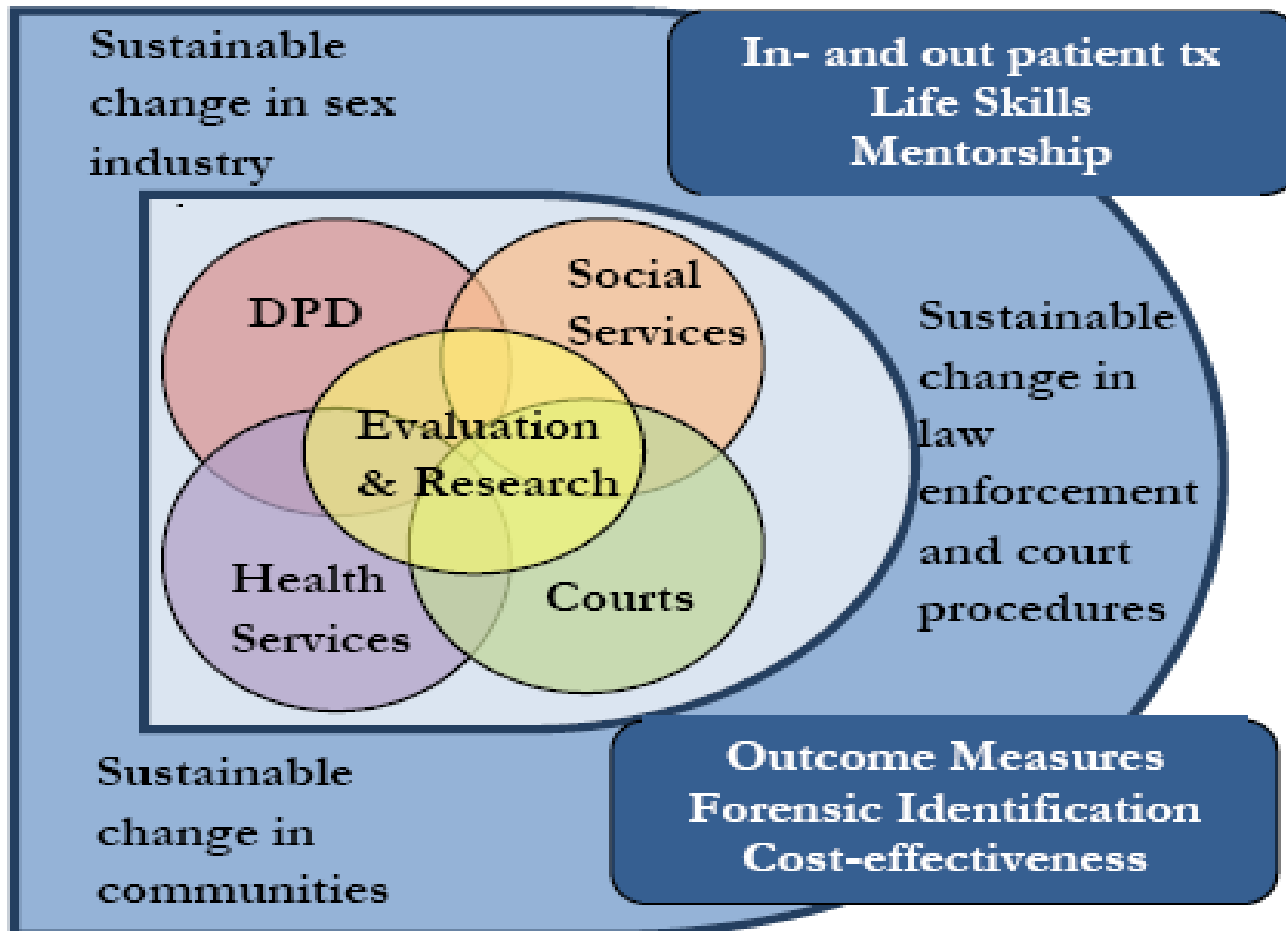 Sustainable
change in sex
industry
In- and out patient tx
Life Skills
Mentorship
DPD
Social
Services
Evaluation
& Research
Health
Services
Courts
Sustainable
change in
law
enforcement
and court
procedures
Sustainable
change in
communities
Outcome Measures
Forensic Identification
Cost-effectiveness